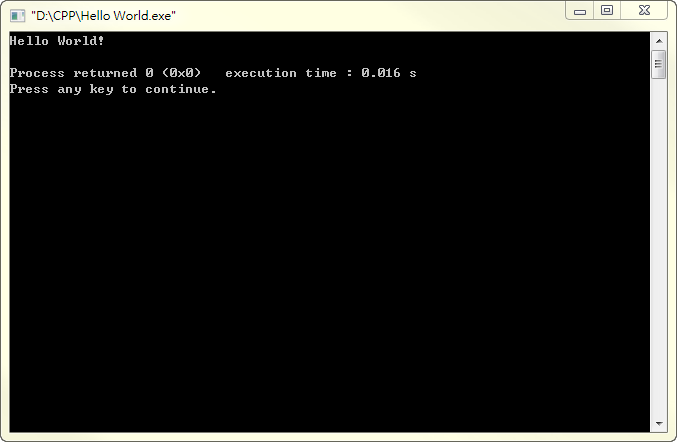 "D:\CPP\Hello World.exe"
Hello World!
Process returned 0 (0x0)   execution time : 0.016 s
Press any key to continue.